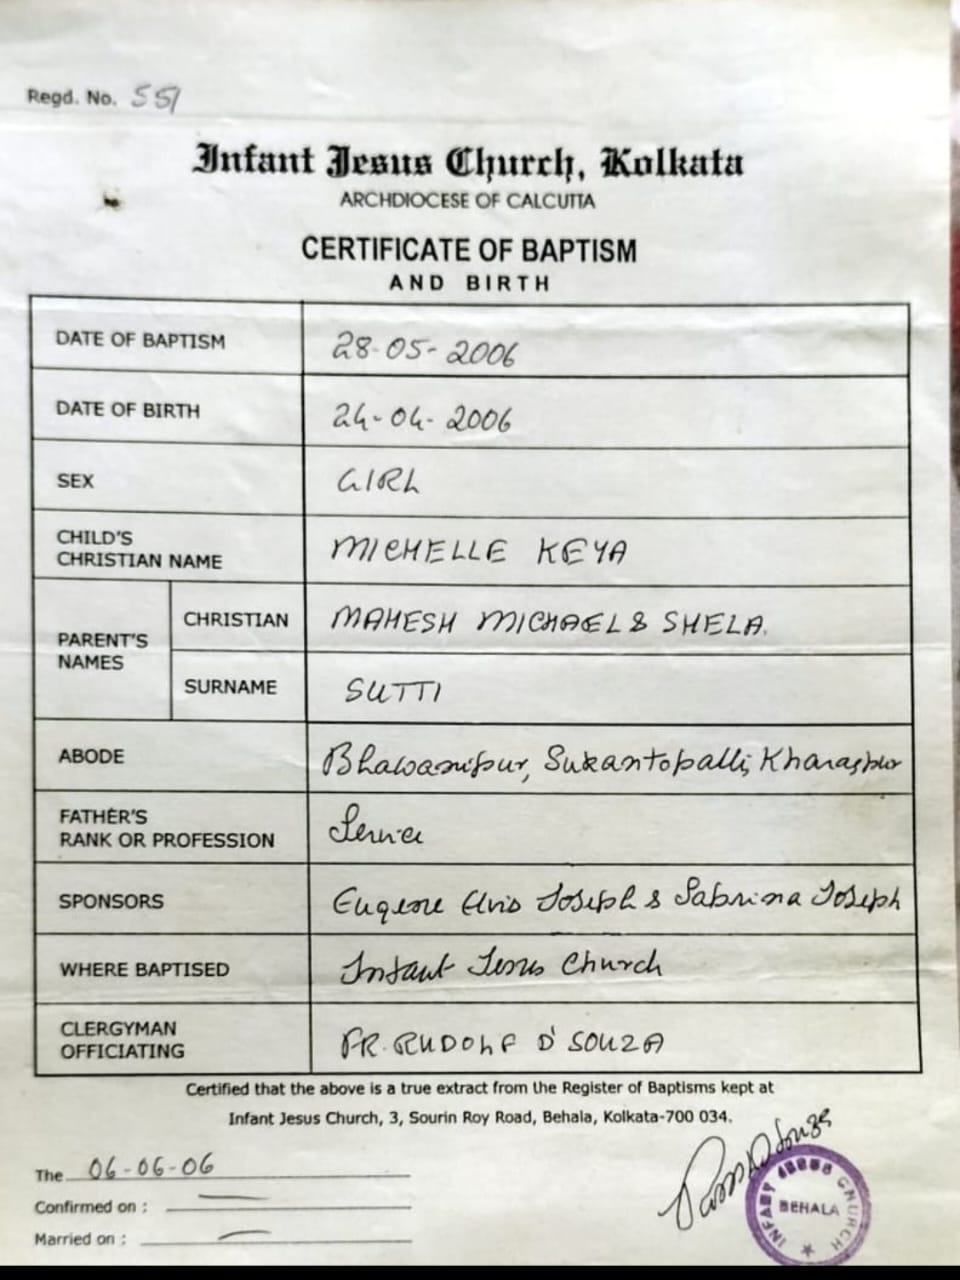 Regd. No. 551
Infant Jesus Church, Kolkata
ARCHDIOCESE OF CALCUTTA
CERTIFICATE OF BAPTISM
AND BIRTH
DATE OF BAPTISM 28-05-2006
DATE OF BIRTH 24-04-2006
SEX GIRL
CHILD'S
CHRISTIAN NAME MICHELLE KEYA
PARENT'S
NAMES
CHRISTIAN MAHESH MICHAEL & SHELA.
SURNAME SUTTI
ABODE Bhawanipur, Sukantopalli, Kharagpur
FATHER'S
RANK OR PROFESSION Service
SPONSORS Eugene Elvis Joseph & Sabrina Joseph
WHERE BAPTISED Infant Jesus Church
CLERGYMAN
OFFICIATING FR. RUDOLF D'SOUZA
Certified that the above is a true extract from the Register of Baptisms kept at
Infant Jesus Church, 3, Sourin Roy Road, Behala, Kolkata-700 034.
The 06-06-06
Confirmed on : —
Married on : —
D'Souza
INFANT JESUS CHURCH
BEHALA